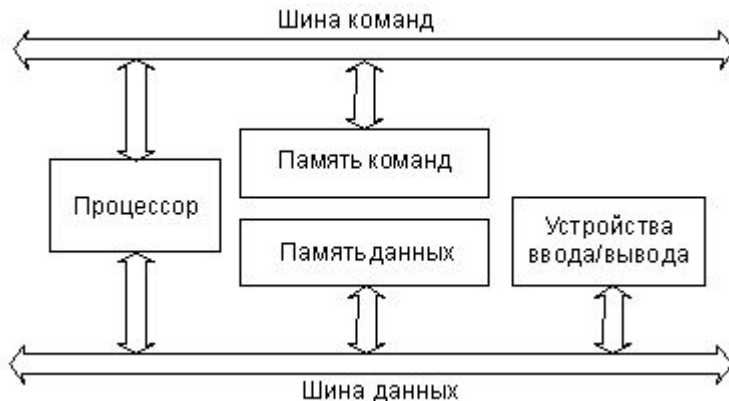 Шина команд
Память команд
Процессор
Память данных
Устройства
ввода/вывода
Шина данных